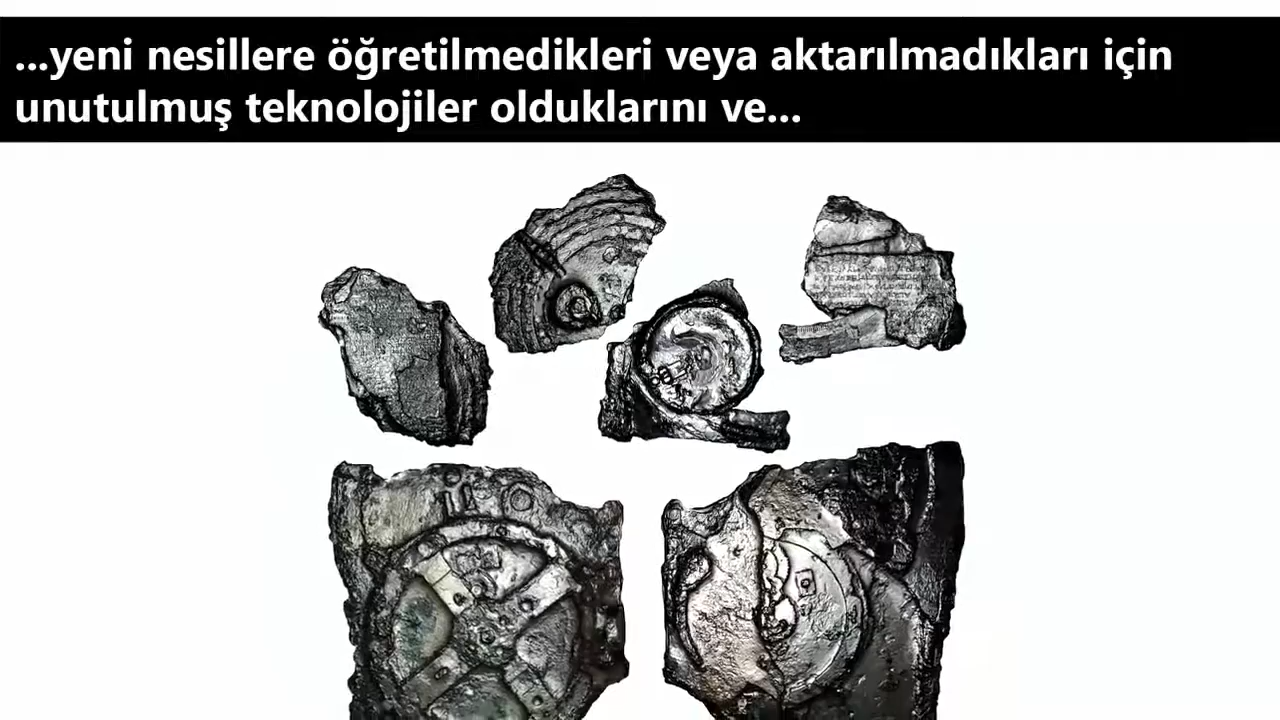 ...yeni nesillere öğretilmedikleri veya aktarılmadıkları için
unutulmuş teknolojiler olduklarını ve...